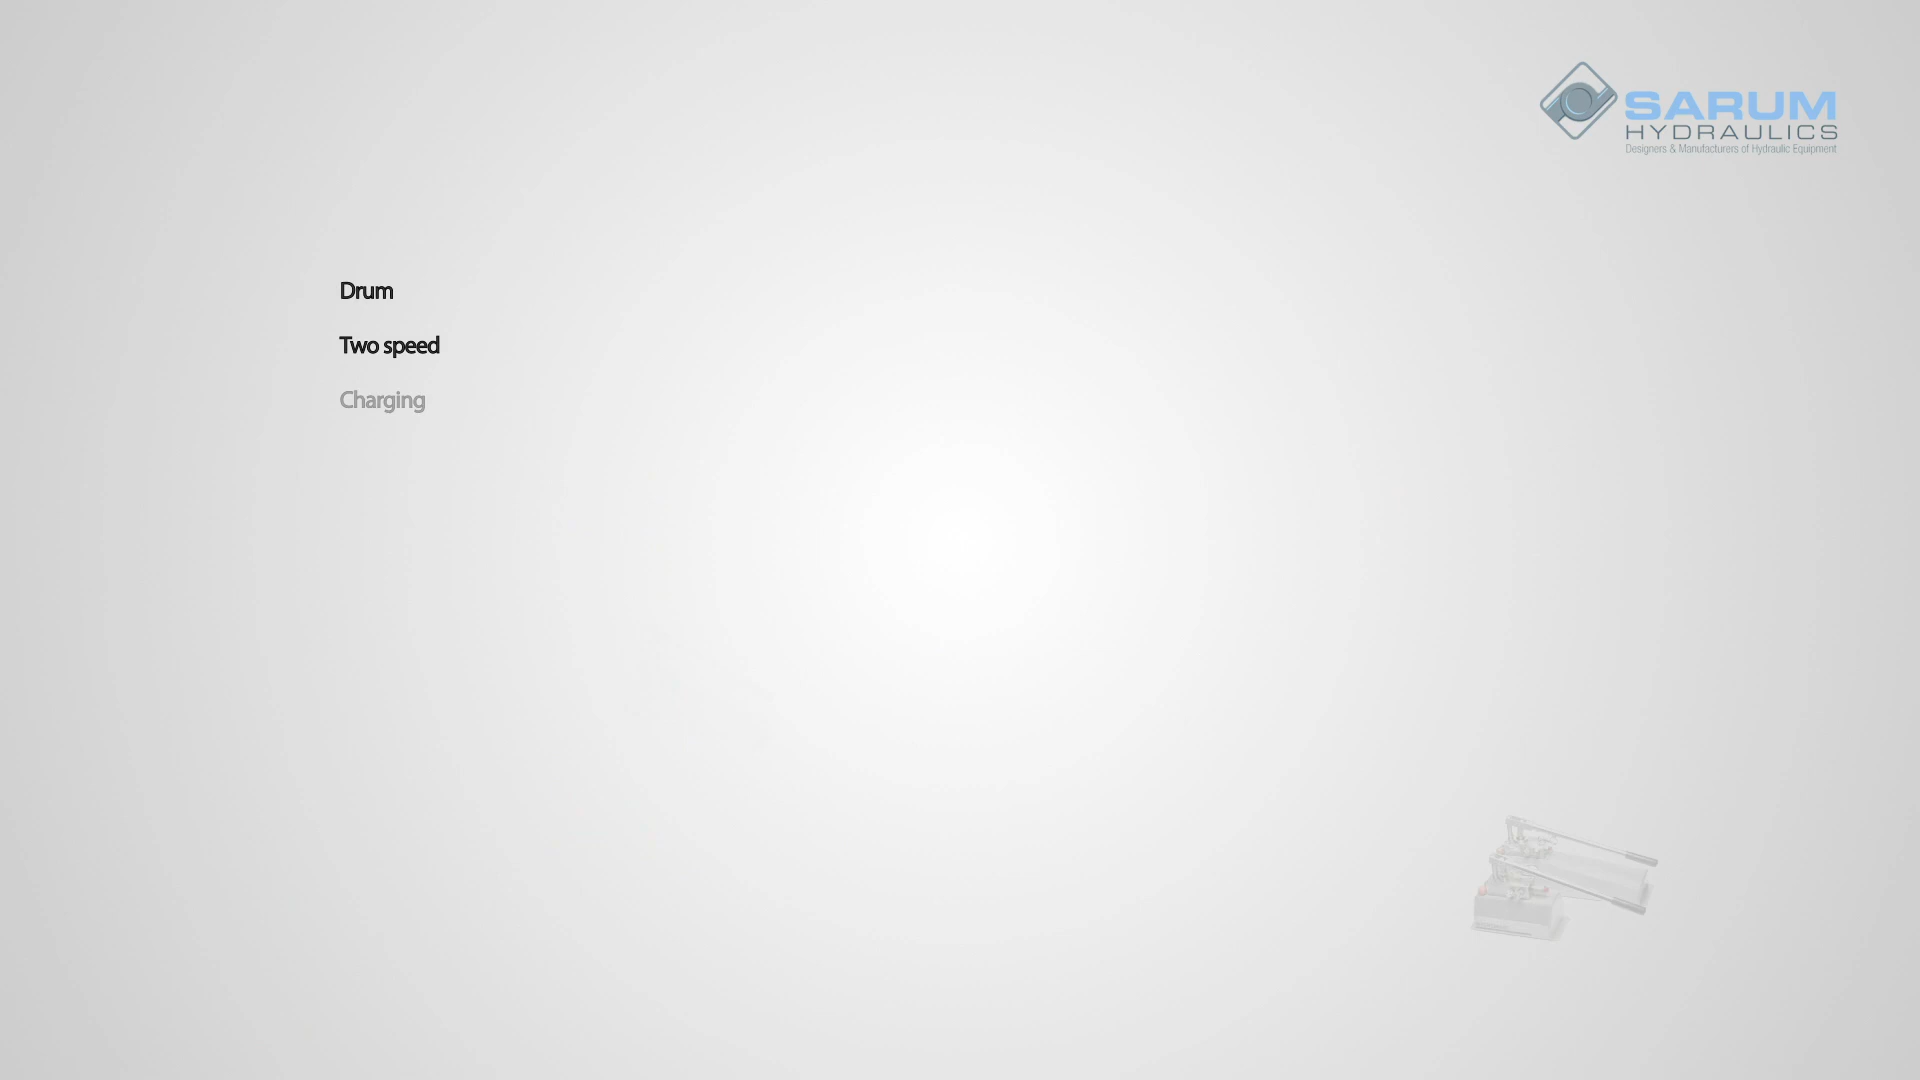 SARUM
HYDRAULICS
Designers & Manufacturers of Hydraulic Equipment
Drum
Two speed
Charging